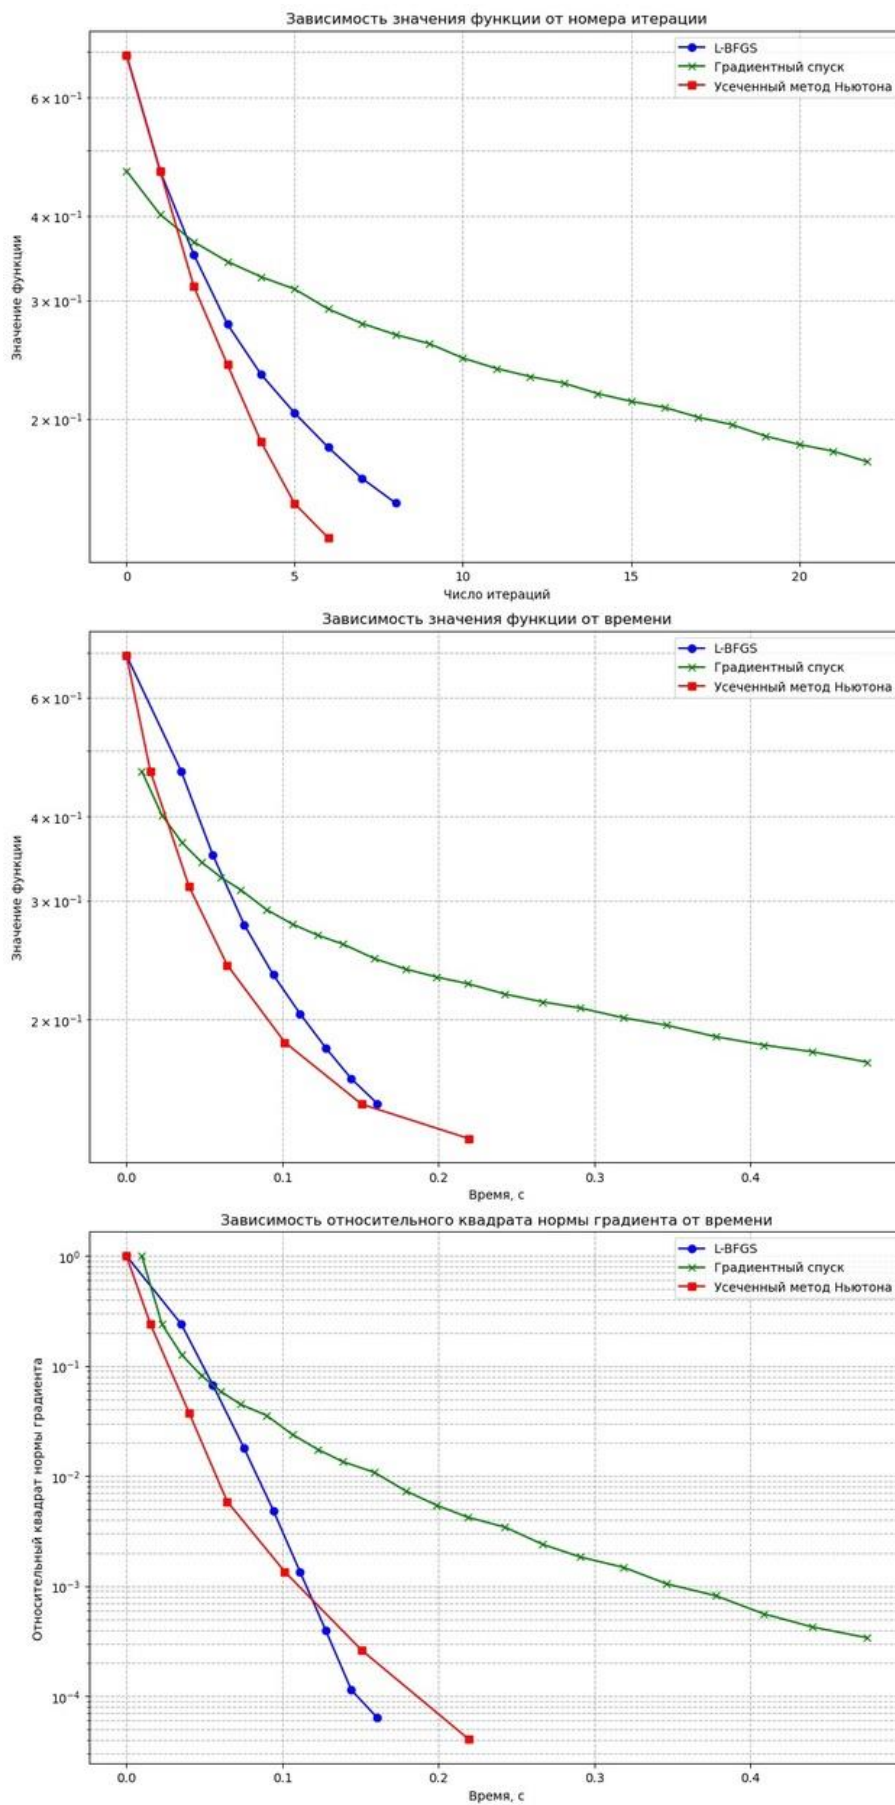 Зависимость значения функции от номера итерации
L-BFGS
Градиентный спуск
Усеченный метод Ньютона
6 × 10⁻¹
4 × 10⁻¹
3 × 10⁻¹
2 × 10⁻¹
Значение функции
0 5 10 15 20
Число итераций
Зависимость значения функции от времени
L-BFGS
Градиентный спуск
Усеченный метод Ньютона
6 × 10⁻¹
4 × 10⁻¹
3 × 10⁻¹
2 × 10⁻¹
Значение функции
0.0 0.1 0.2 0.3 0.4
Время, с
Зависимость относительного квадрата нормы градиента от времени
L-BFGS
Градиентный спуск
Усеченный метод Ньютона
10⁰
10⁻¹
10⁻²
10⁻³
10⁻⁴
Относительный квадрат нормы градиента
0.0 0.1 0.2 0.3 0.4
Время, с